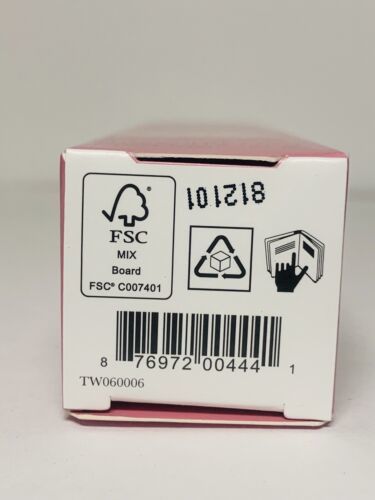 812101
FSC
MIX
Board
FSC® C007401
8 76972 00444 1
TW060006